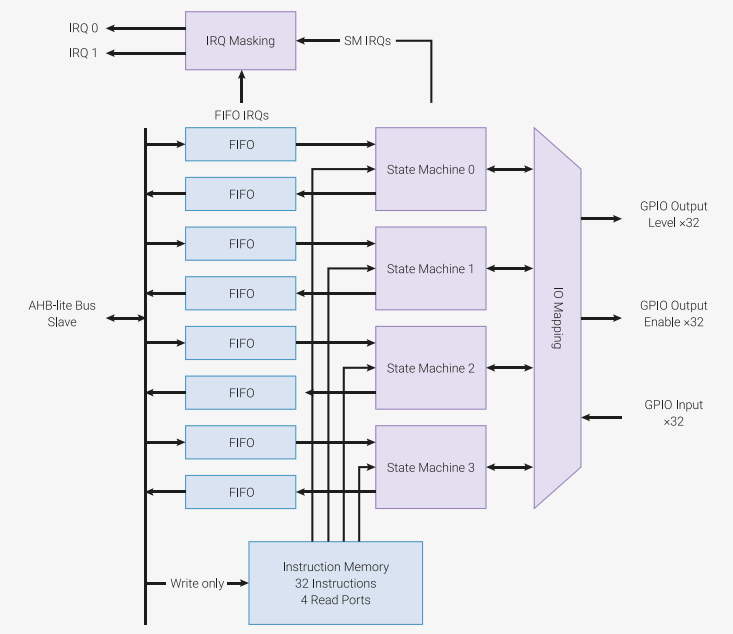 IRQ 0
IRQ 1
IRQ Masking
SM IRQs
FIFO IRQs
FIFO
FIFO
FIFO
FIFO
FIFO
FIFO
FIFO
FIFO
State Machine 0
State Machine 1
State Machine 2
State Machine 3
IO Mapping
GPIO Output
Level ×32
GPIO Output
Enable ×32
GPIO Input
×32
AHB-lite Bus
Slave
Write only
Instruction Memory
32 Instructions
4 Read Ports